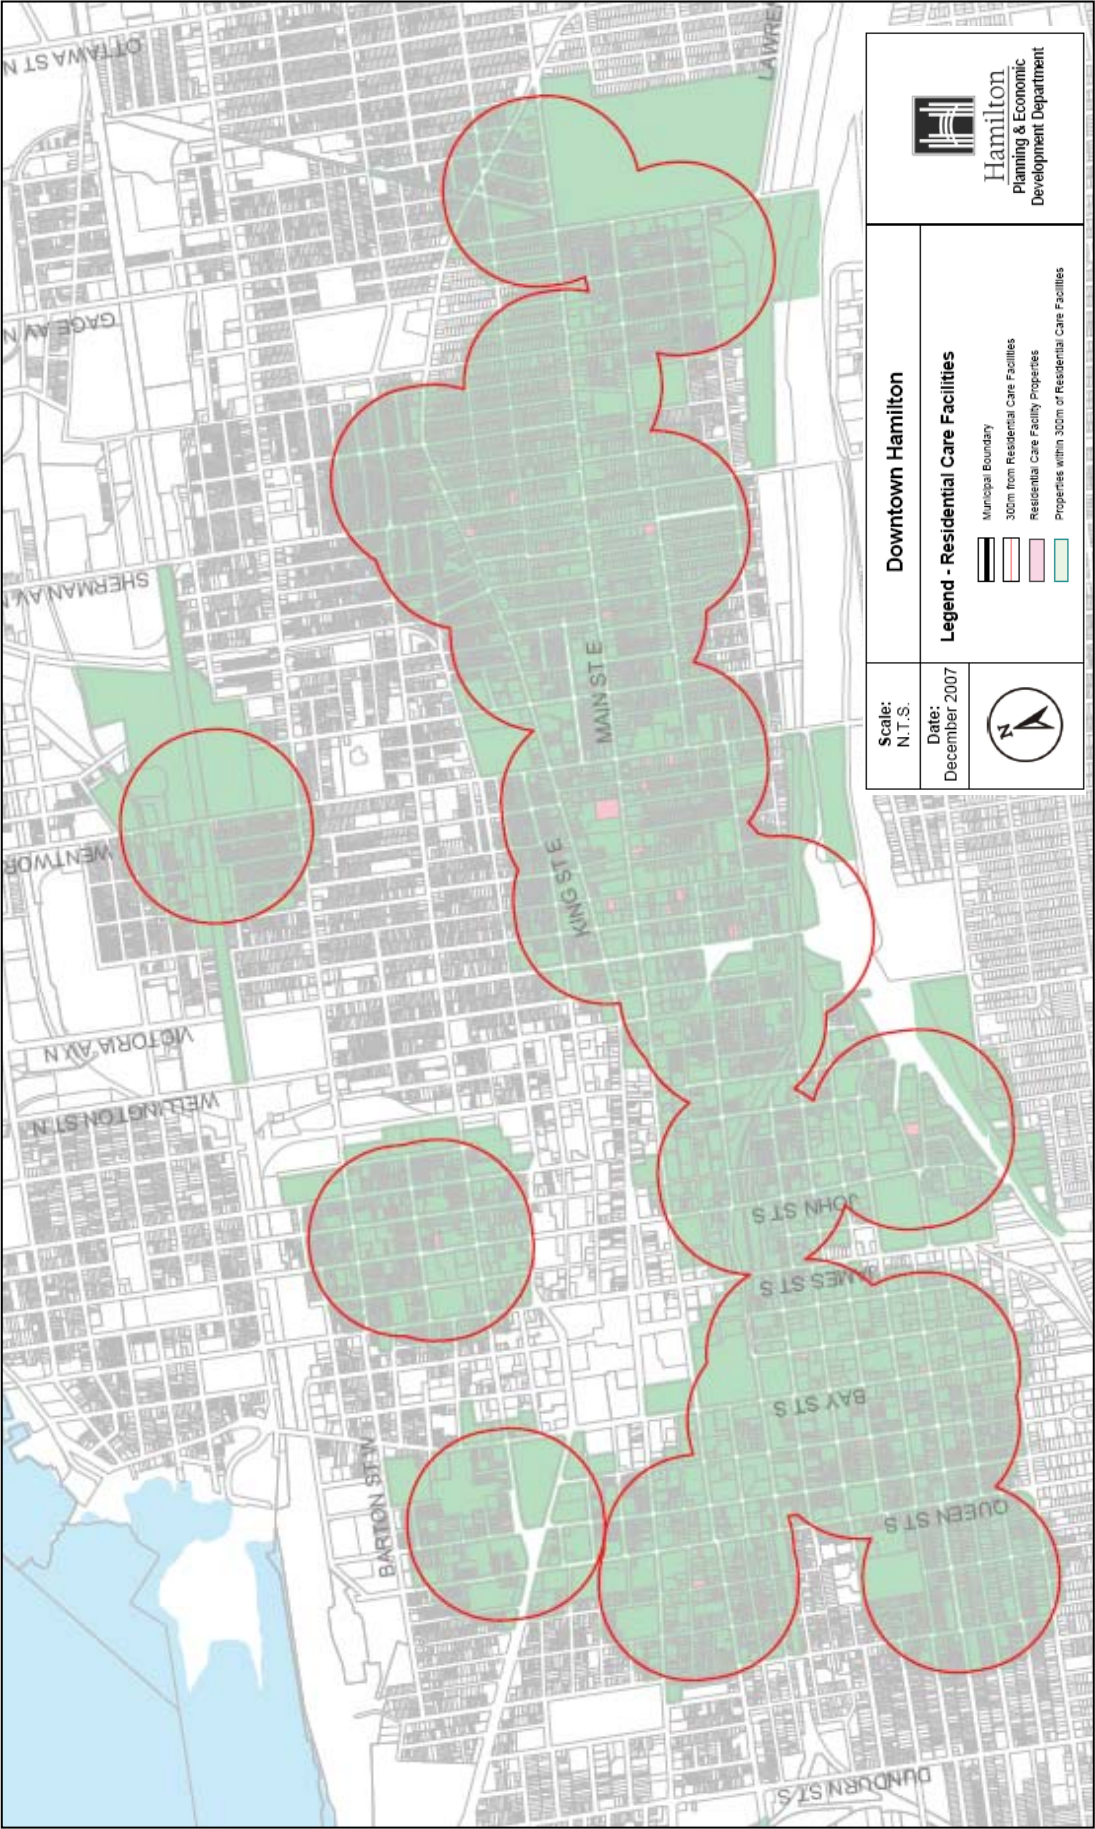 OTTAWA ST N
GAGE AV N
SHERMAN AV N
WENTWOR
VICTORIA AV N
WELLINGTON ST N
BARTON ST W
KING ST E
MAIN ST E
JOHN ST S
JAMES ST S
BAY ST S
QUEEN ST S
DUNDURN ST S
LAWREN
Scale:
N.T.S.
Date:
December 2007
N
Downtown Hamilton
Legend - Residential Care Facilities
Municipal Boundary
300m from Residential Care Facilities
Residential Care Facility Properties
Properties within 300m of Residential Care Facilities
Hamilton
Planning & Economic
Development Department